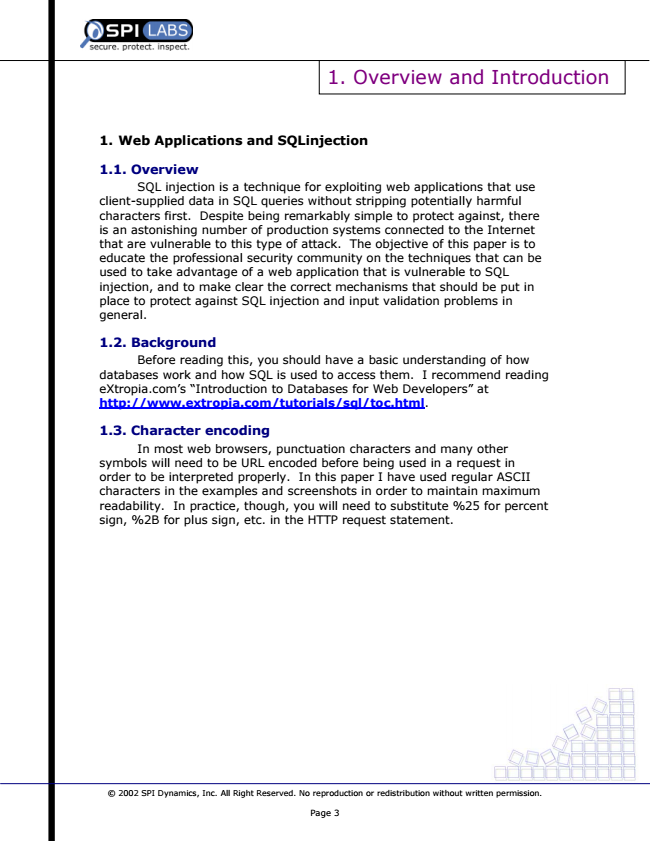 SPI LABS
secure. protect. inspect.
1. Overview and Introduction
1. Web Applications and SQLinjection
1.1. Overview
SQL injection is a technique for exploiting web applications that use
client-supplied data in SQL queries without stripping potentially harmful
characters first.  Despite being remarkably simple to protect against, there
is an astonishing number of production systems connected to the Internet
that are vulnerable to this type of attack.  The objective of this paper is to
educate the professional security community on the techniques that can be
used to take advantage of a web application that is vulnerable to SQL
injection, and to make clear the correct mechanisms that should be put in
place to protect against SQL injection and input validation problems in
general.
1.2. Background
Before reading this, you should have a basic understanding of how
databases work and how SQL is used to access them.  I recommend reading
eXtropia.com’s “Introduction to Databases for Web Developers” at
http://www.extropia.com/tutorials/sql/toc.html.
1.3. Character encoding
In most web browsers, punctuation characters and many other
symbols will need to be URL encoded before being used in a request in
order to be interpreted properly.  In this paper I have used regular ASCII
characters in the examples and screenshots in order to maintain maximum
readability.  In practice, though, you will need to substitute %25 for percent
sign, %2B for plus sign, etc. in the HTTP request statement.
© 2002 SPI Dynamics, Inc. All Right Reserved. No reproduction or redistribution without written permission.
Page 3